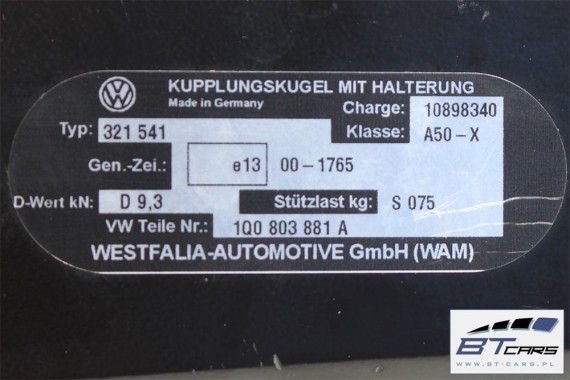 KUPPLUNGSKUGEL MIT HALTERUNG
Made in Germany
Charge: 10898340
Typ: 321 541 Klasse: A50-X
Gen.-Zei.: e13 00-1765
D-Wert kN: D 9,3 Stützlast kg: S 075
VW Teile Nr.: 1Q0 803 881 A
WESTFALIA-AUTOMOTIVE GmbH (WAM)
BT CARS
WWW.BT-CARS.PL